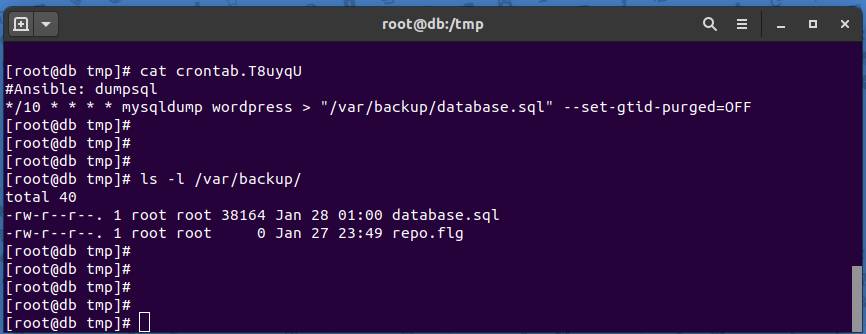 root@db:/tmp
[root@db tmp]# cat crontab.T8uyqU
#Ansible: dumpsql
*/10 * * * * mysqldump wordpress > "/var/backup/database.sql" --set-gtid-purged=OFF
[root@db tmp]#
[root@db tmp]#
[root@db tmp]#
[root@db tmp]# ls -l /var/backup/
total 40
-rw-r--r--. 1 root root 38164 Jan 28 01:00 database.sql
-rw-r--r--. 1 root root     0 Jan 27 23:49 repo.flg
[root@db tmp]#
[root@db tmp]#
[root@db tmp]#
[root@db tmp]#
[root@db tmp]#